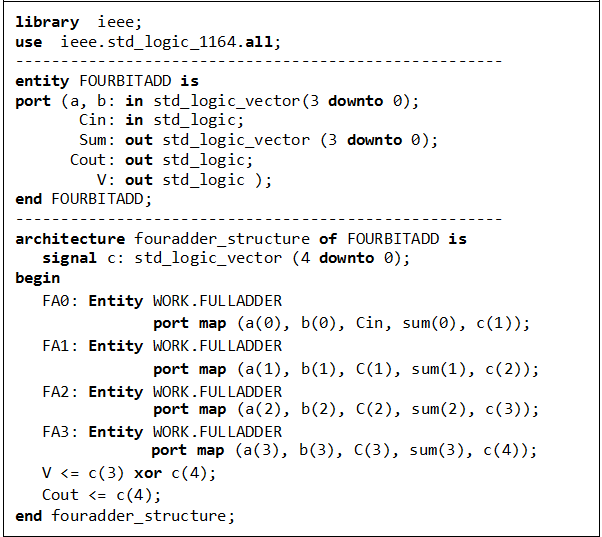 library  ieee;
use  ieee.std_logic_1164.all;
------------------------------------------------------
entity FOURBITADD is
port (a, b: in std_logic_vector(3 downto 0);
       Cin: in std_logic;
       Sum: out std_logic_vector (3 downto 0);
      Cout: out std_logic;
         V: out std_logic );
end FOURBITADD;
------------------------------------------------------
architecture fouradder_structure of FOURBITADD is
   signal c: std_logic_vector (4 downto 0);
begin
   FA0: Entity WORK.FULLADDER
               port map (a(0), b(0), Cin, sum(0), c(1));
   FA1: Entity WORK.FULLADDER
               port map (a(1), b(1), C(1), sum(1), c(2));
   FA2: Entity WORK.FULLADDER
               port map (a(2), b(2), C(2), sum(2), c(3));
   FA3: Entity WORK.FULLADDER
               port map (a(3), b(3), C(3), sum(3), c(4));
   V <= c(3) xor c(4);
   Cout <= c(4);
end fouradder_structure;